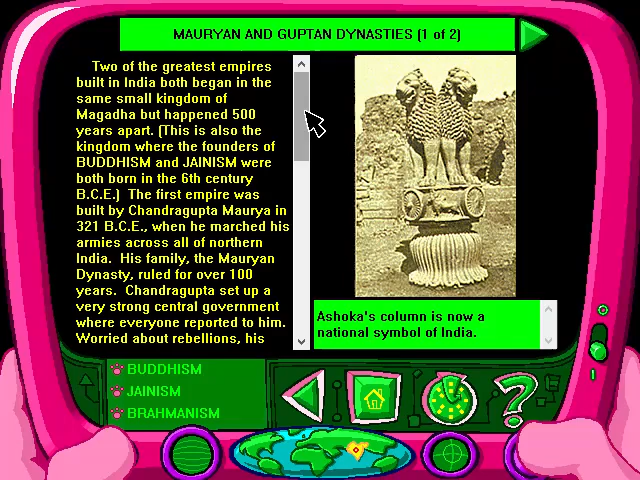 MAURYAN AND GUPTAN DYNASTIES (1 of 2)
Two of the greatest empires
built in India both began in the
same small kingdom of
Magadha but happened 500
years apart. (This is also the
kingdom where the founders of
BUDDHISM and JAINISM were
both born in the 6th century
B.C.E.)  The first empire was
built by Chandragupta Maurya in
321 B.C.E., when he marched his
armies across all of northern
India.  His family, the Mauryan
Dynasty, ruled for over 100
years.  Chandragupta set up a
very strong central government
where everyone reported to him.
Worried about rebellions, his
Ashoka's column is now a
national symbol of India.
BUDDHISM
JAINISM
BRAHMANISM
?